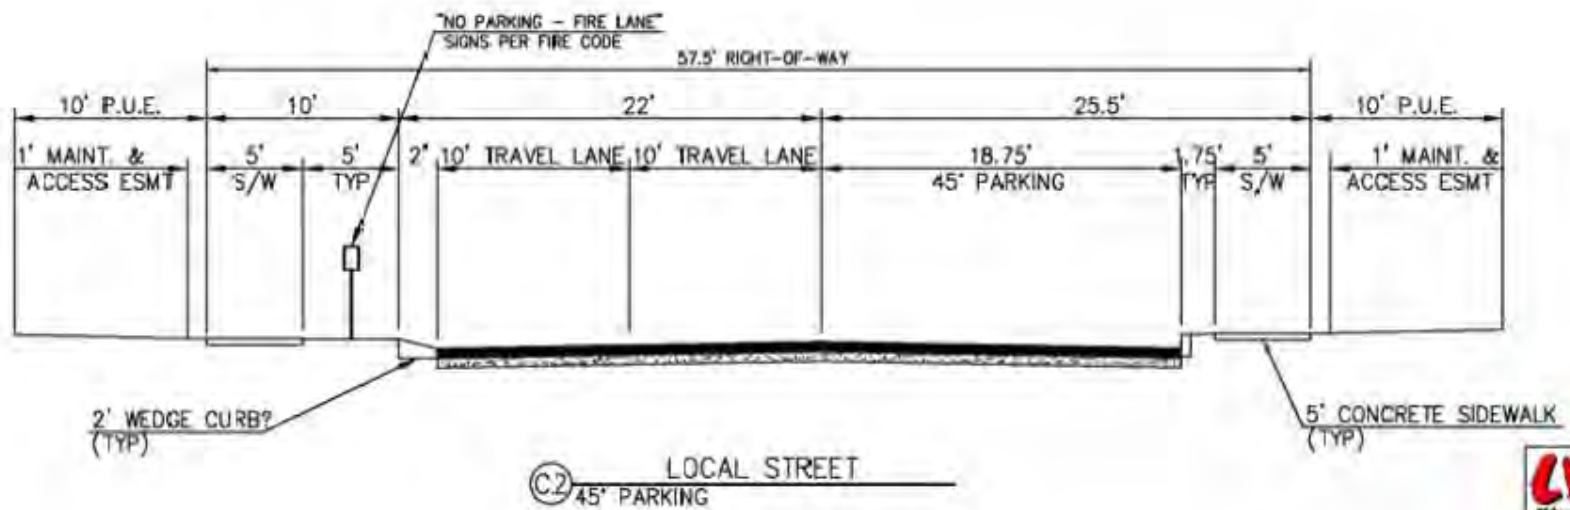 "NO PARKING - FIRE LANE"
SIGNS PER FIRE CODE
57.5' RIGHT-OF-WAY
10' P.U.E. 10' 22' 25.5' 10' P.U.E.
1' MAINT. & 5' 5' 2' 10' TRAVEL LANE 10' TRAVEL LANE 18.75' 1.75' 5' 1' MAINT. &
ACCESS ESMT S/W TYP 45° PARKING TYP S/W ACCESS ESMT
2' WEDGE CURB?
(TYP)
5' CONCRETE SIDEWALK
(TYP)
C.2 LOCAL STREET
45° PARKING